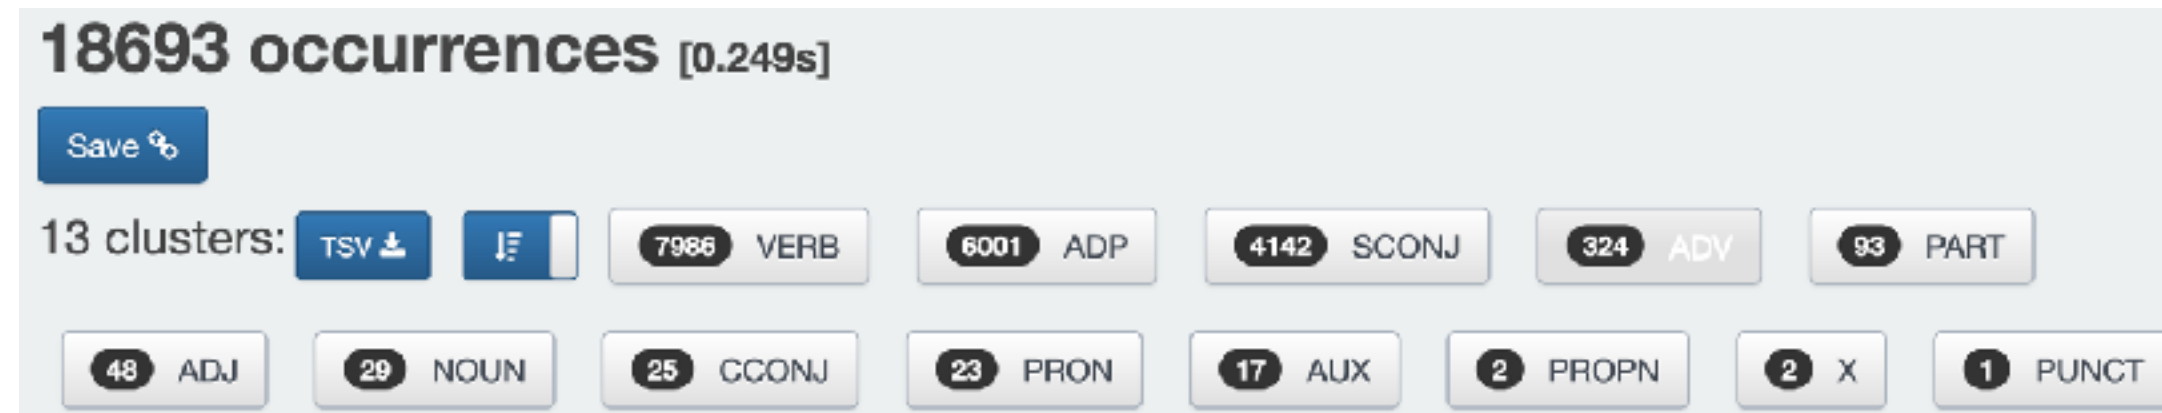 18693 occurrences [0.249s]
Save
13 clusters: TSV 7986 VERB 6001 ADP 4142 SCONJ 324 ADV 93 PART
48 ADJ 29 NOUN 25 CCONJ 23 PRON 17 AUX 2 PROPN 2 X 1 PUNCT